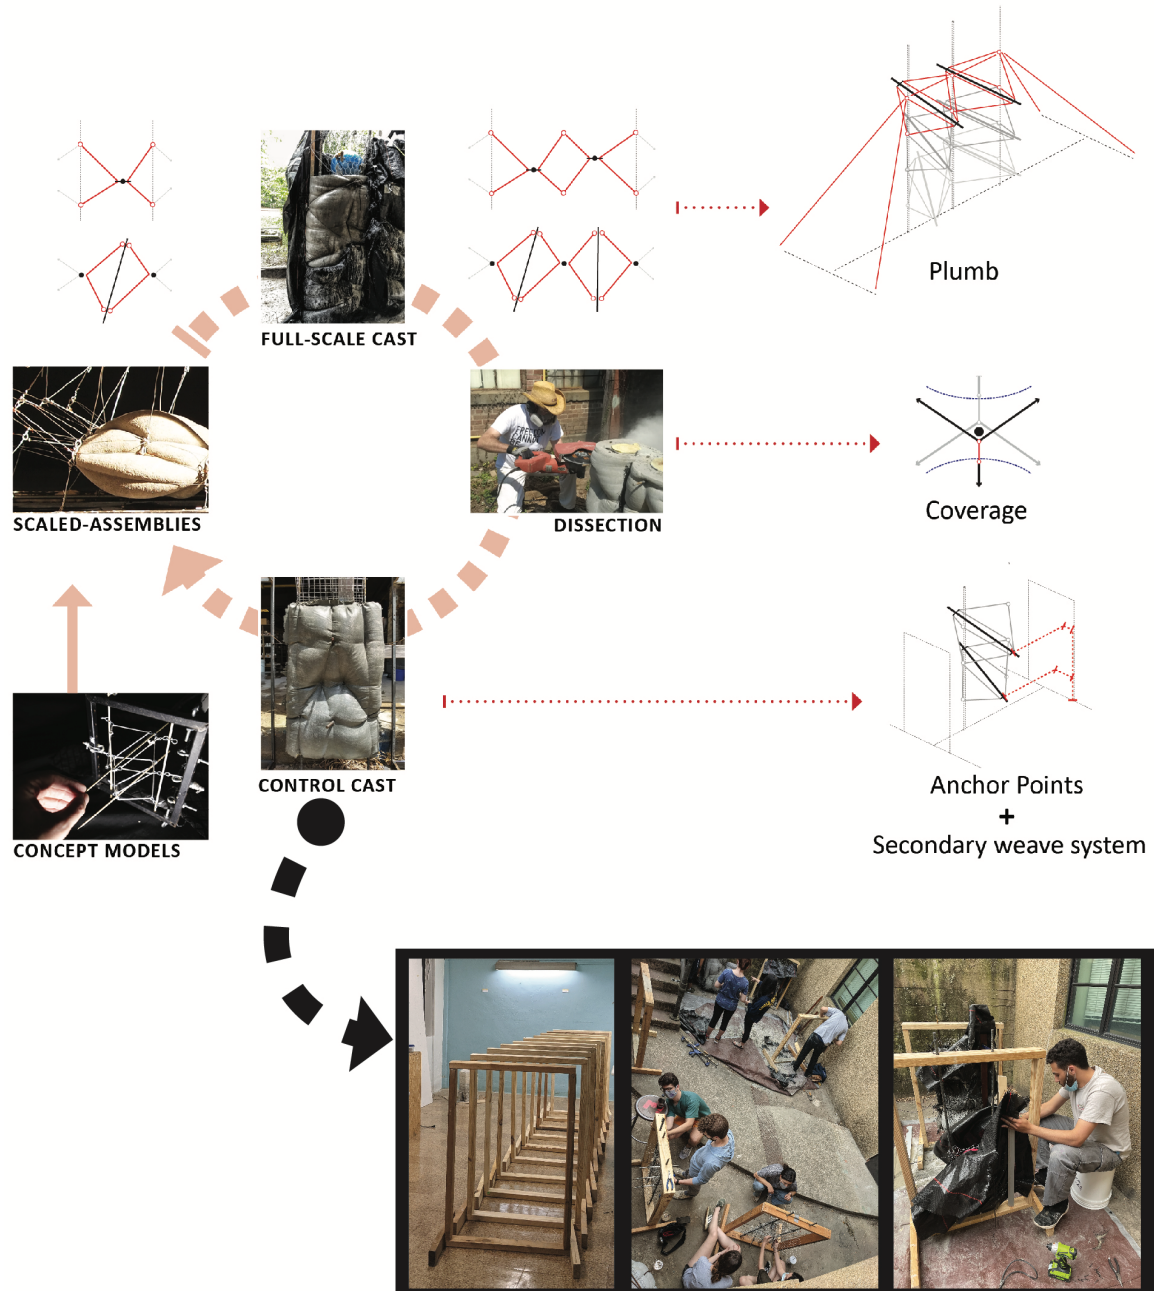 Plumb
FULL-SCALE CAST
Coverage
SCALED-ASSEMBLIES
DISSECTION
Anchor Points
+
Secondary weave system
CONTROL CAST
CONCEPT MODELS